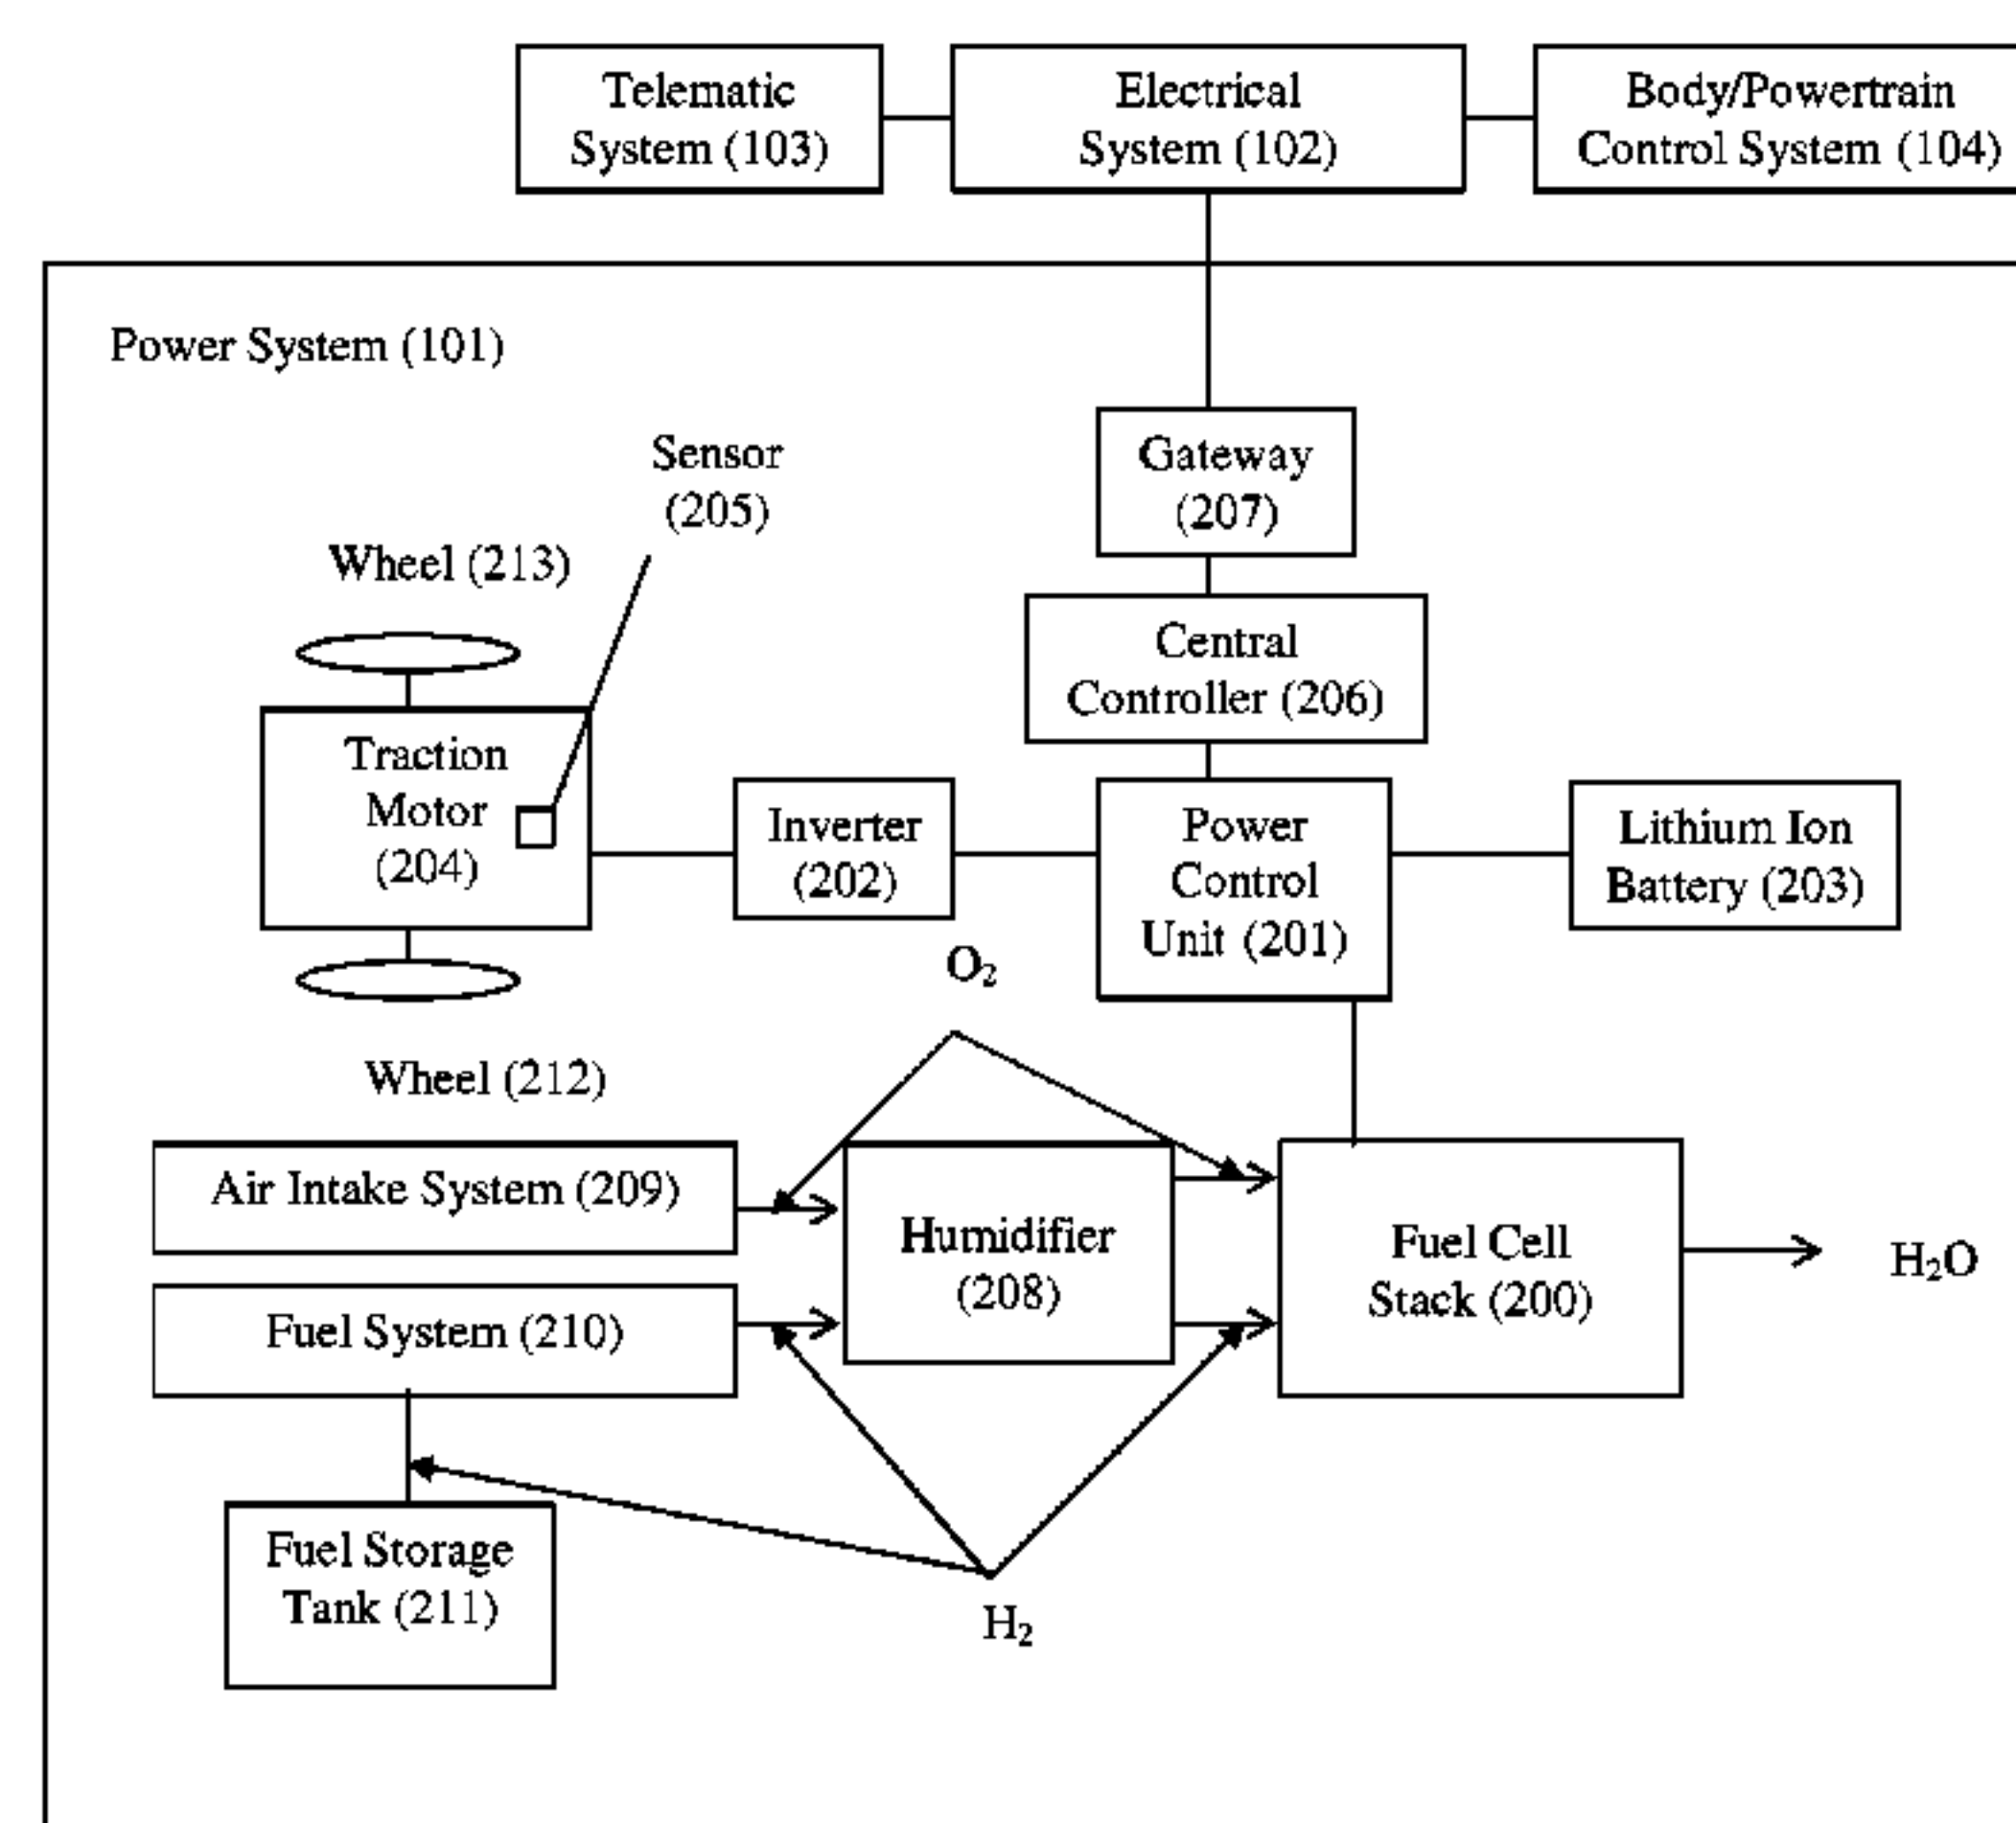 Telematic
System (103)
Electrical
System (102)
Body/Powertrain
Control System (104)
Power System (101)
Sensor
(205)
Gateway
(207)
Wheel (213)
Central
Controller (206)
Traction
Motor
(204)
Inverter
(202)
Power
Control
Unit (201)
Lithium Ion
Battery (203)
O₂
Wheel (212)
Air Intake System (209)
Humidifier
(208)
Fuel Cell
Stack (200)
H₂O
Fuel System (210)
Fuel Storage
Tank (211)
H₂